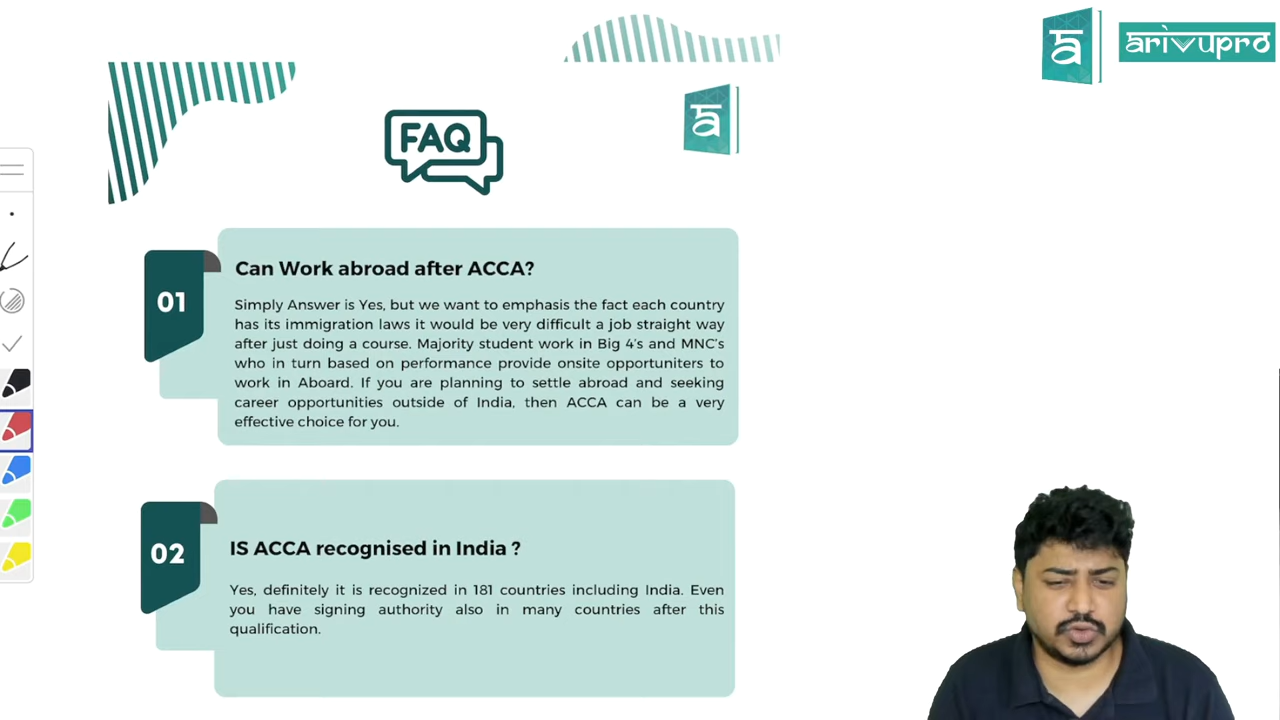 arivupro
FAQ
01
Can Work abroad after ACCA?
Simply Answer is Yes, but we want to emphasis the fact each country
has its immigration laws it would be very difficult a job straight way
after just doing a course. Majority student work in Big 4's and MNC's
who in turn based on performance provide onsite opportuniters to
work in Aboard. If you are planning to settle abroad and seeking
career opportunities outside of India, then ACCA can be a very
effective choice for you.
02
IS ACCA recognised in India ?
Yes, definitely it is recognized in 181 countries including India. Even
you have signing authority also in many countries after this
qualification.